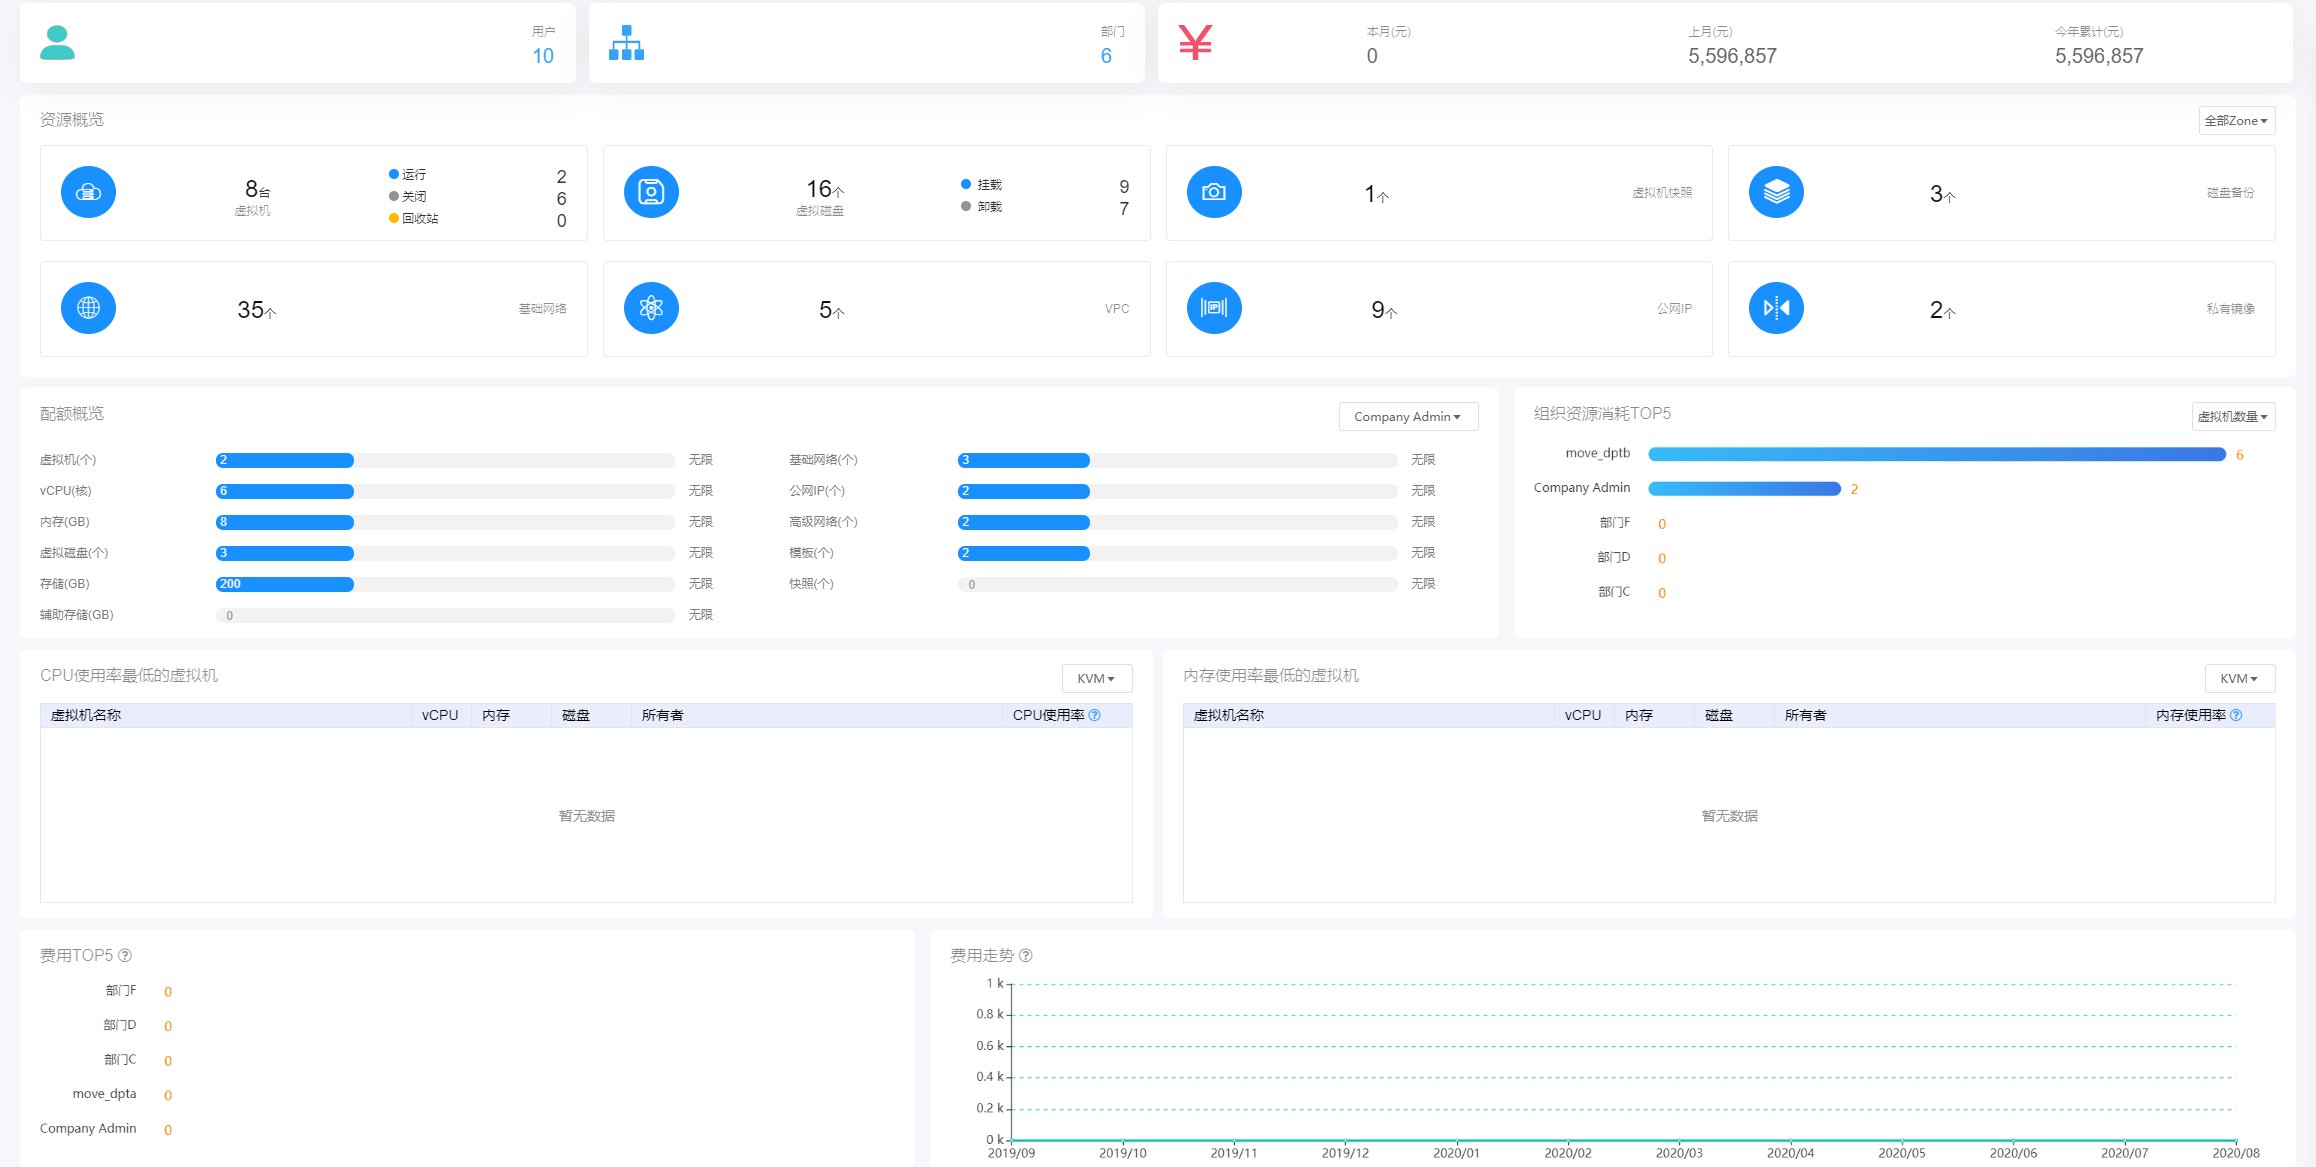 用户
10
部门
6
本月(元)
0
上月(元)
5,596,857
今年累计(元)
5,596,857
资源概览
全部Zone
8台
虚拟机
运行 2
关闭 6
回收站 0
16个
虚拟磁盘
挂载 9
卸载 7
1个
虚拟机快照
3个
磁盘备份
35个
基础网络
5个
VPC
9个
公网IP
2个
私有镜像
配额概览
Company Admin
虚拟机(个) 2 无限
vCPU(核) 6 无限
内存(GB) 8 无限
虚拟磁盘(个) 3 无限
存储(GB) 200 无限
辅助存储(GB) 0 无限
基础网络(个) 3 无限
公网IP(个) 2 无限
高级网络(个) 2 无限
模板(个) 2 无限
快照(个) 0 无限
组织资源消耗TOP5
虚拟机数量
move_dptb 6
Company Admin 2
部门F 0
部门D 0
部门C 0
CPU使用率最低的虚拟机
KVM
虚拟机名称 vCPU 内存 磁盘 所有者 CPU使用率
暂无数据
内存使用率最低的虚拟机
KVM
虚拟机名称 vCPU 内存 磁盘 所有者 内存使用率
暂无数据
费用TOP5
部门F 0
部门D 0
部门C 0
move_dpta 0
Company Admin 0
费用走势
1 k
0.8 k
0.6 k
0.4 k
0.2 k
0 k
2019/09 2019/10 2019/11 2019/12 2020/01 2020/02 2020/03 2020/04 2020/05 2020/06 2020/07 2020/08